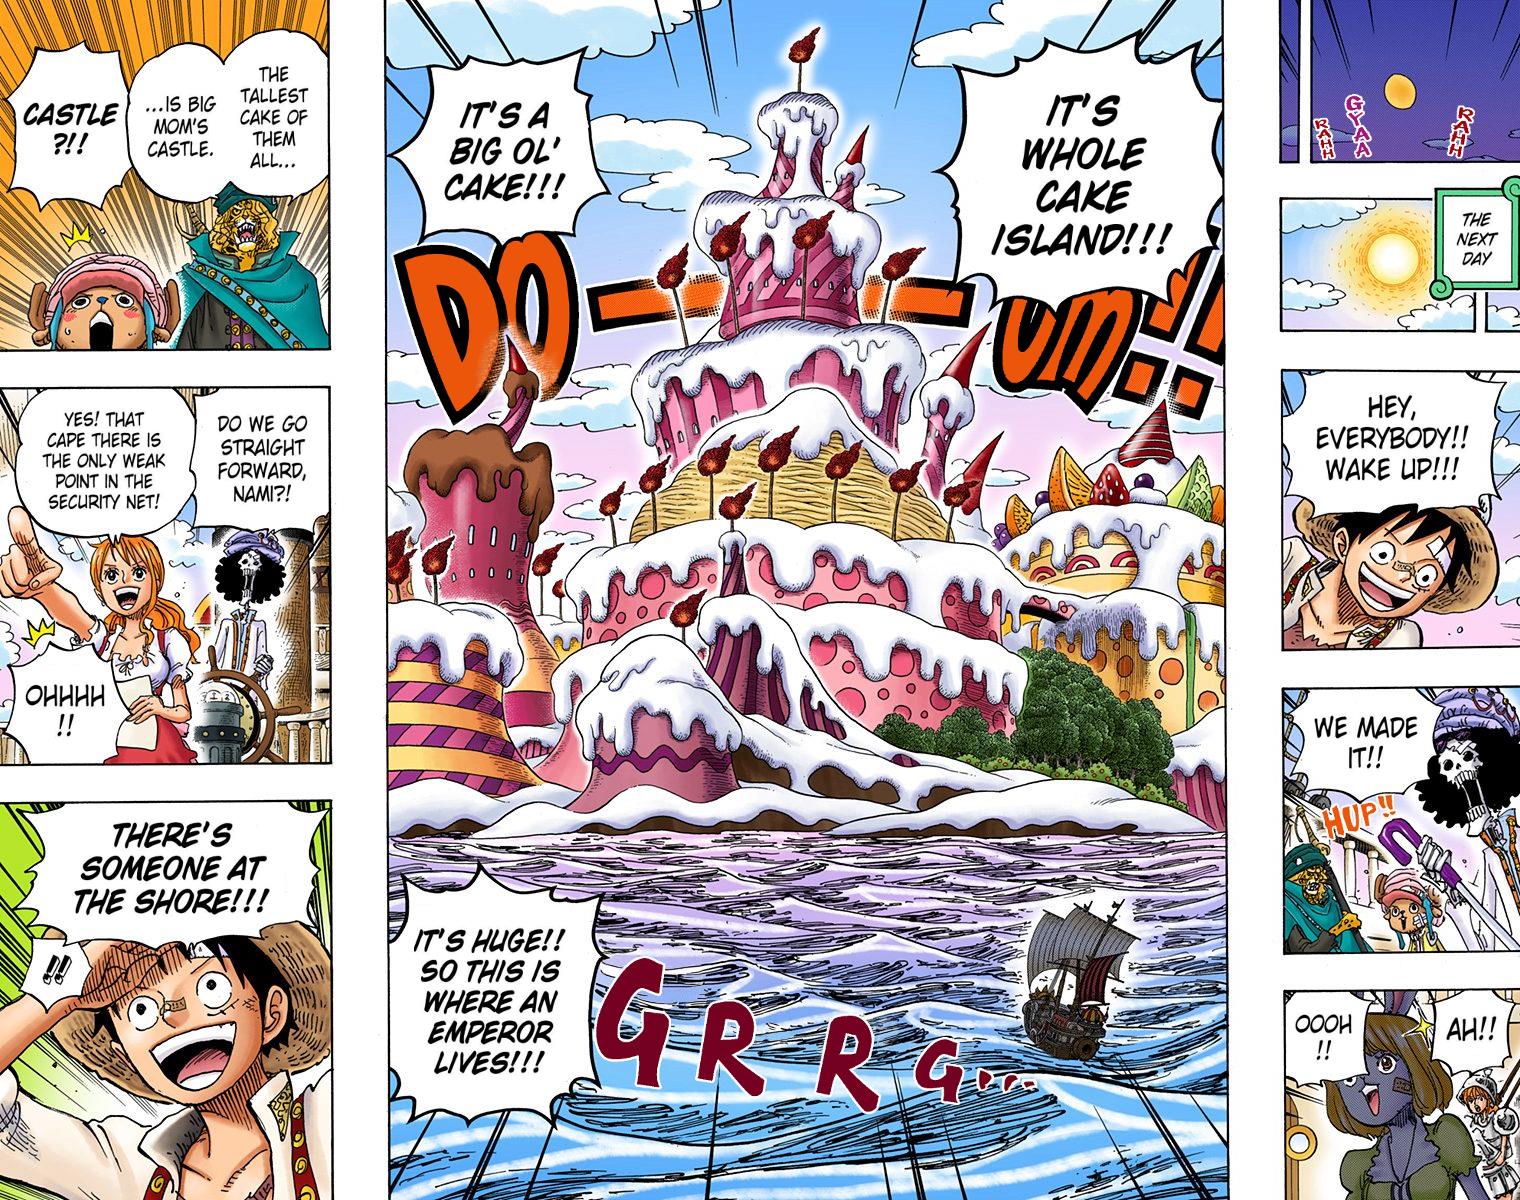 RAHH
GYAA
RAHH
THE
NEXT
DAY
HEY,
EVERYBODY!!
WAKE UP!!!
WE MADE
IT!!
HUP!!
AH!!
OOOH
!!
IT'S
WHOLE
CAKE
ISLAND!!!
IT'S A
BIG OL'
CAKE!!!
DO—UM!!
IT'S HUGE!!
SO THIS IS
WHERE AN
EMPEROR
LIVES!!!
GRRG...
THE
TALLEST
CAKE OF
THEM
ALL...
...IS BIG
MOM'S
CASTLE.
CASTLE
?!!
DO WE GO
STRAIGHT
FORWARD,
NAMI?!
YES! THAT
CAPE THERE IS
THE ONLY WEAK
POINT IN THE
SECURITY NET!
OHHHH
!!
THERE'S
SOMEONE AT
THE SHORE!!!
!!